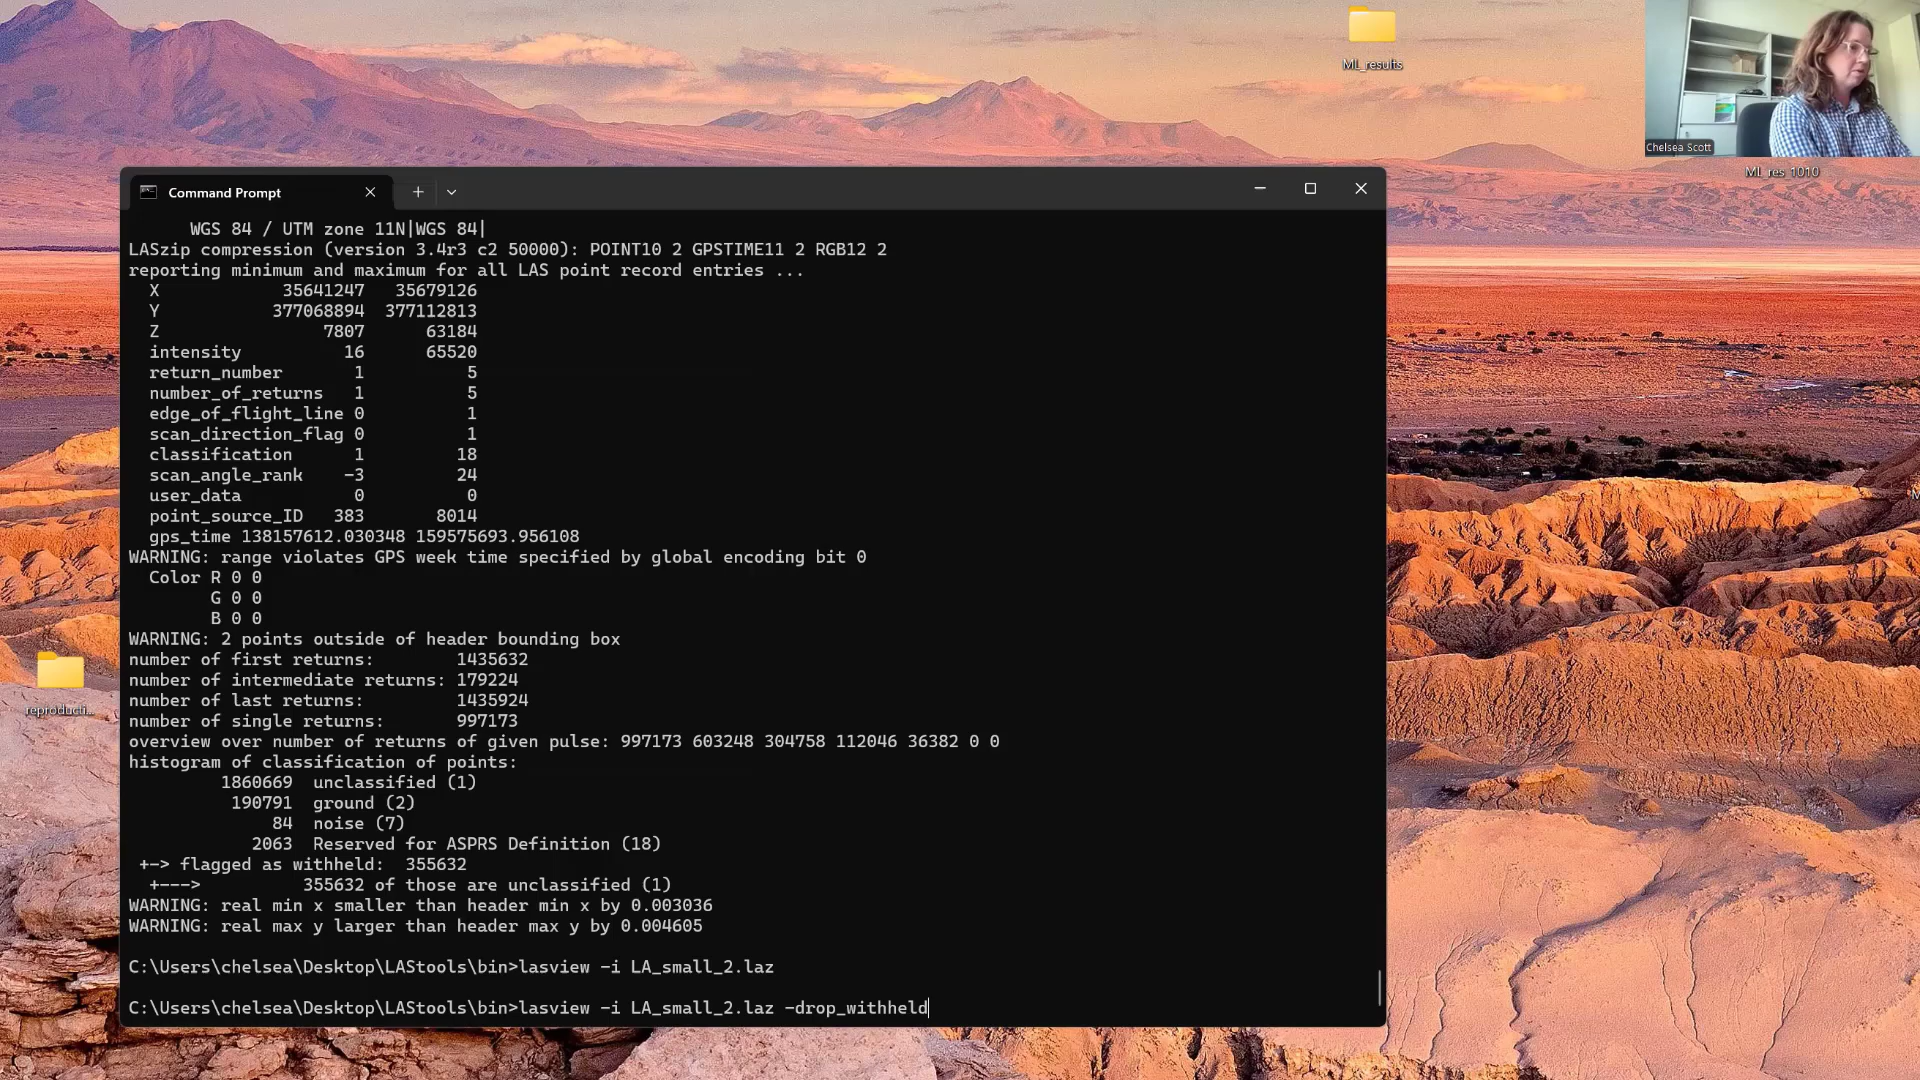 ML_results
Chelsea Scott
ML_res_1010
Command Prompt
WGS 84 / UTM zone 11N|WGS 84|
LASzip compression (version 3.4r3 c2 50000): POINT10 2 GPSTIME11 2 RGB12 2
reporting minimum and maximum for all LAS point record entries ...
X 35641247 35679126
Y 377068894 377112813
Z 7807 63184
intensity 16 65520
return_number 1 5
number_of_returns 1 5
edge_of_flight_line 0 1
scan_direction_flag 0 1
classification 1 18
scan_angle_rank -3 24
user_data 0 0
point_source_ID 383 8014
gps_time 138157612.030348 159575693.956108
WARNING: range violates GPS week time specified by global encoding bit 0
Color R 0 0
G 0 0
B 0 0
WARNING: 2 points outside of header bounding box
number of first returns: 1435632
number of intermediate returns: 179224
number of last returns: 1435924
number of single returns: 997173
overview over number of returns of given pulse: 997173 603248 304758 112046 36382 0 0
histogram of classification of points:
1860669 unclassified (1)
190791 ground (2)
84 noise (7)
2063 Reserved for ASPRS Definition (18)
+-> flagged as withheld: 355632
+---> 355632 of those are unclassified (1)
WARNING: real min x smaller than header min x by 0.003036
WARNING: real max y larger than header max y by 0.004605
C:\Users\chelsea\Desktop\LAStools\bin>lasview -i LA_small_2.laz
C:\Users\chelsea\Desktop\LAStools\bin>lasview -i LA_small_2.laz -drop_withheld
reproducti...